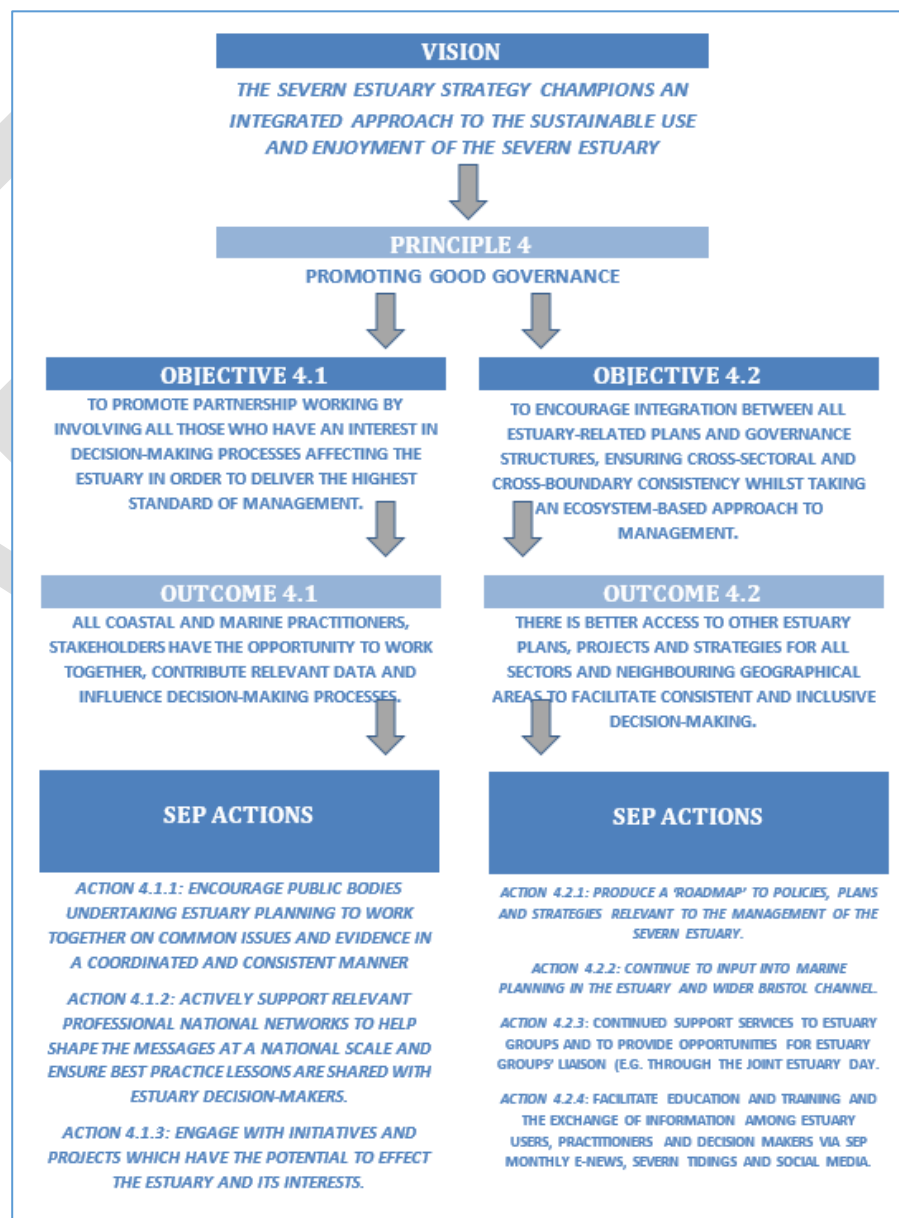 VISION
THE SEVERN ESTUARY STRATEGY CHAMPIONS AN
INTEGRATED APPROACH TO THE SUSTAINABLE USE
AND ENJOYMENT OF THE SEVERN ESTUARY
PRINCIPLE 4
PROMOTING GOOD GOVERNANCE
OBJECTIVE 4.1
TO PROMOTE PARTNERSHIP WORKING BY
INVOLVING ALL THOSE WHO HAVE AN INTEREST IN
DECISION-MAKING PROCESSES AFFECTING THE
ESTUARY IN ORDER TO DELIVER THE HIGHEST
STANDARD OF MANAGEMENT.
OBJECTIVE 4.2
TO ENCOURAGE INTEGRATION BETWEEN ALL
ESTUARY-RELATED PLANS AND GOVERNANCE
STRUCTURES, ENSURING CROSS-SECTORAL AND
CROSS-BOUNDARY CONSISTENCY WHILST TAKING
AN ECOSYSTEM-BASED APPROACH TO
MANAGEMENT.
OUTCOME 4.1
ALL COASTAL AND MARINE PRACTITIONERS,
STAKEHOLDERS HAVE THE OPPORTUNITY TO WORK
TOGETHER, CONTRIBUTE RELEVANT DATA AND
INFLUENCE DECISION-MAKING PROCESSES.
OUTCOME 4.2
THERE IS BETTER ACCESS TO OTHER ESTUARY
PLANS, PROJECTS AND STRATEGIES FOR ALL
SECTORS AND NEIGHBOURING GEOGRAPHICAL
AREAS TO FACILITATE CONSISTENT AND INCLUSIVE
DECISION-MAKING.
SEP ACTIONS
ACTION 4.1.1: ENCOURAGE PUBLIC BODIES
UNDERTAKING ESTUARY PLANNING TO WORK
TOGETHER ON COMMON ISSUES AND EVIDENCE IN
A COORDINATED AND CONSISTENT MANNER
ACTION 4.1.2: ACTIVELY SUPPORT RELEVANT
PROFESSIONAL NATIONAL NETWORKS TO HELP
SHAPE THE MESSAGES AT A NATIONAL SCALE AND
ENSURE BEST PRACTICE LESSONS ARE SHARED WITH
ESTUARY DECISION-MAKERS.
ACTION 4.1.3: ENGAGE WITH INITIATIVES AND
PROJECTS WHICH HAVE THE POTENTIAL TO EFFECT
THE ESTUARY AND ITS INTERESTS.
SEP ACTIONS
ACTION 4.2.1: PRODUCE A 'ROADMAP' TO POLICIES, PLANS
AND STRATEGIES RELEVANT TO THE MANAGEMENT OF THE
SEVERN ESTUARY.
ACTION 4.2.2: CONTINUE TO INPUT INTO MARINE
PLANNING IN THE ESTUARY AND WIDER BRISTOL CHANNEL.
ACTION 4.2.3: CONTINUED SUPPORT SERVICES TO ESTUARY
GROUPS AND TO PROVIDE OPPORTUNITIES FOR ESTUARY
GROUPS' LIAISON (E.G. THROUGH THE JOINT ESTUARY DAY.
ACTION 4.2.4: FACILITATE EDUCATION AND TRAINING AND
THE EXCHANGE OF INFORMATION AMONG ESTUARY
USERS, PRACTITIONERS AND DECISION MAKERS VIA SEP
MONTHLY E-NEWS, SEVERN TIDINGS AND SOCIAL MEDIA.